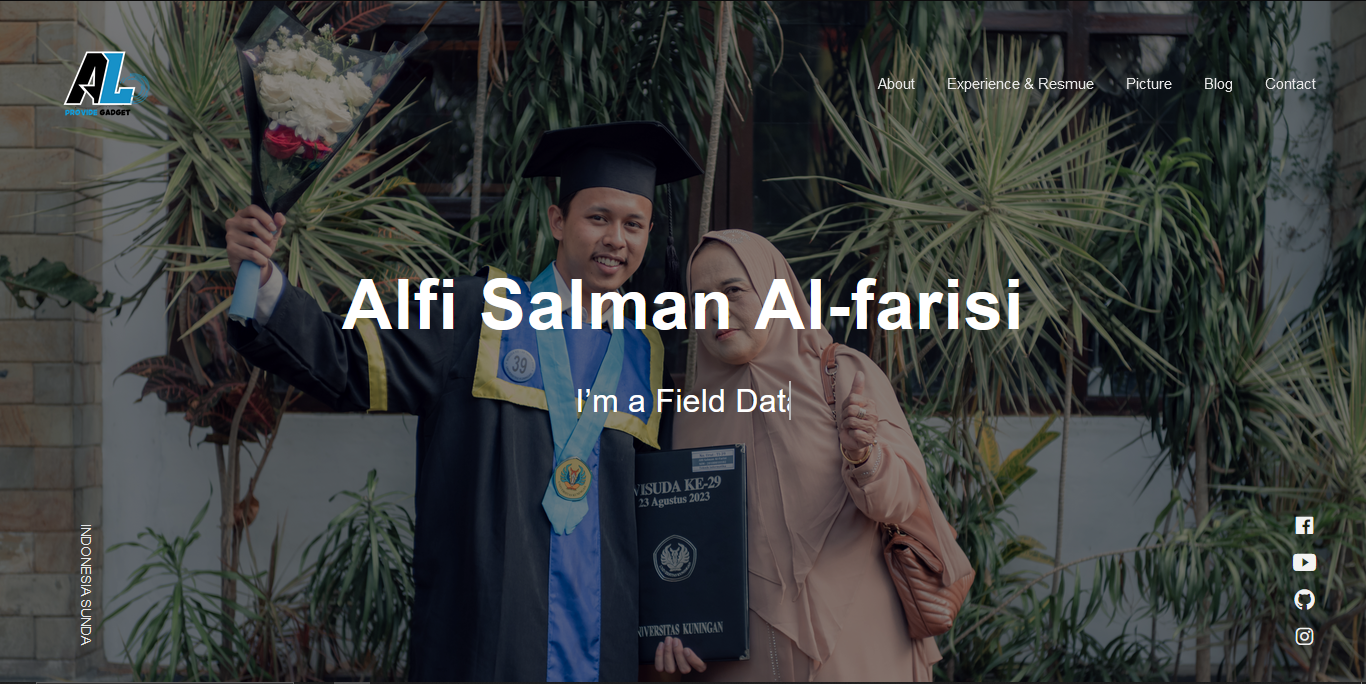 AL
PROVIDE GADGET
About
Experience & Resmue
Picture
Blog
Contact
Alfi Salman Al-farisi
I’m a Field Data
39
WISUDA KE-29
23 Agustus 2023
UNIVERSITAS KUNINGAN
INDONESIA SUNDA